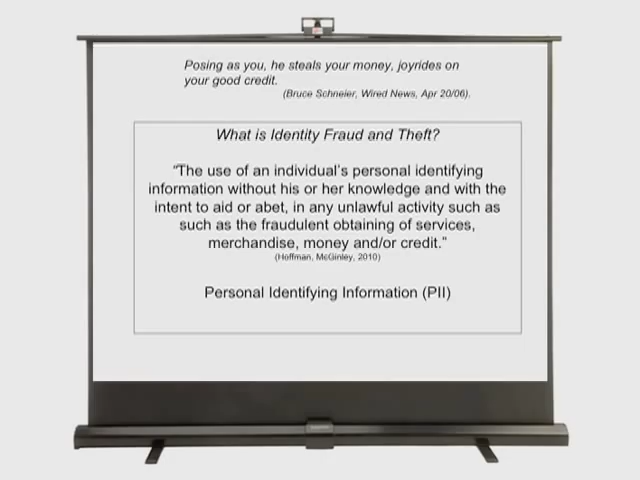 Posing as you, he steals your money, joyrides on
your good credit.
(Bruce Schneier, Wired News, Apr 20/06).
What is Identity Fraud and Theft?
"The use of an individual's personal identifying
information without his or her knowledge and with the
intent to aid or abet, in any unlawful activity such as
such as the fraudulent obtaining of services,
merchandise, money and/or credit."
(Hoffman, McGinley, 2010)
Personal Identifying Information (PII)